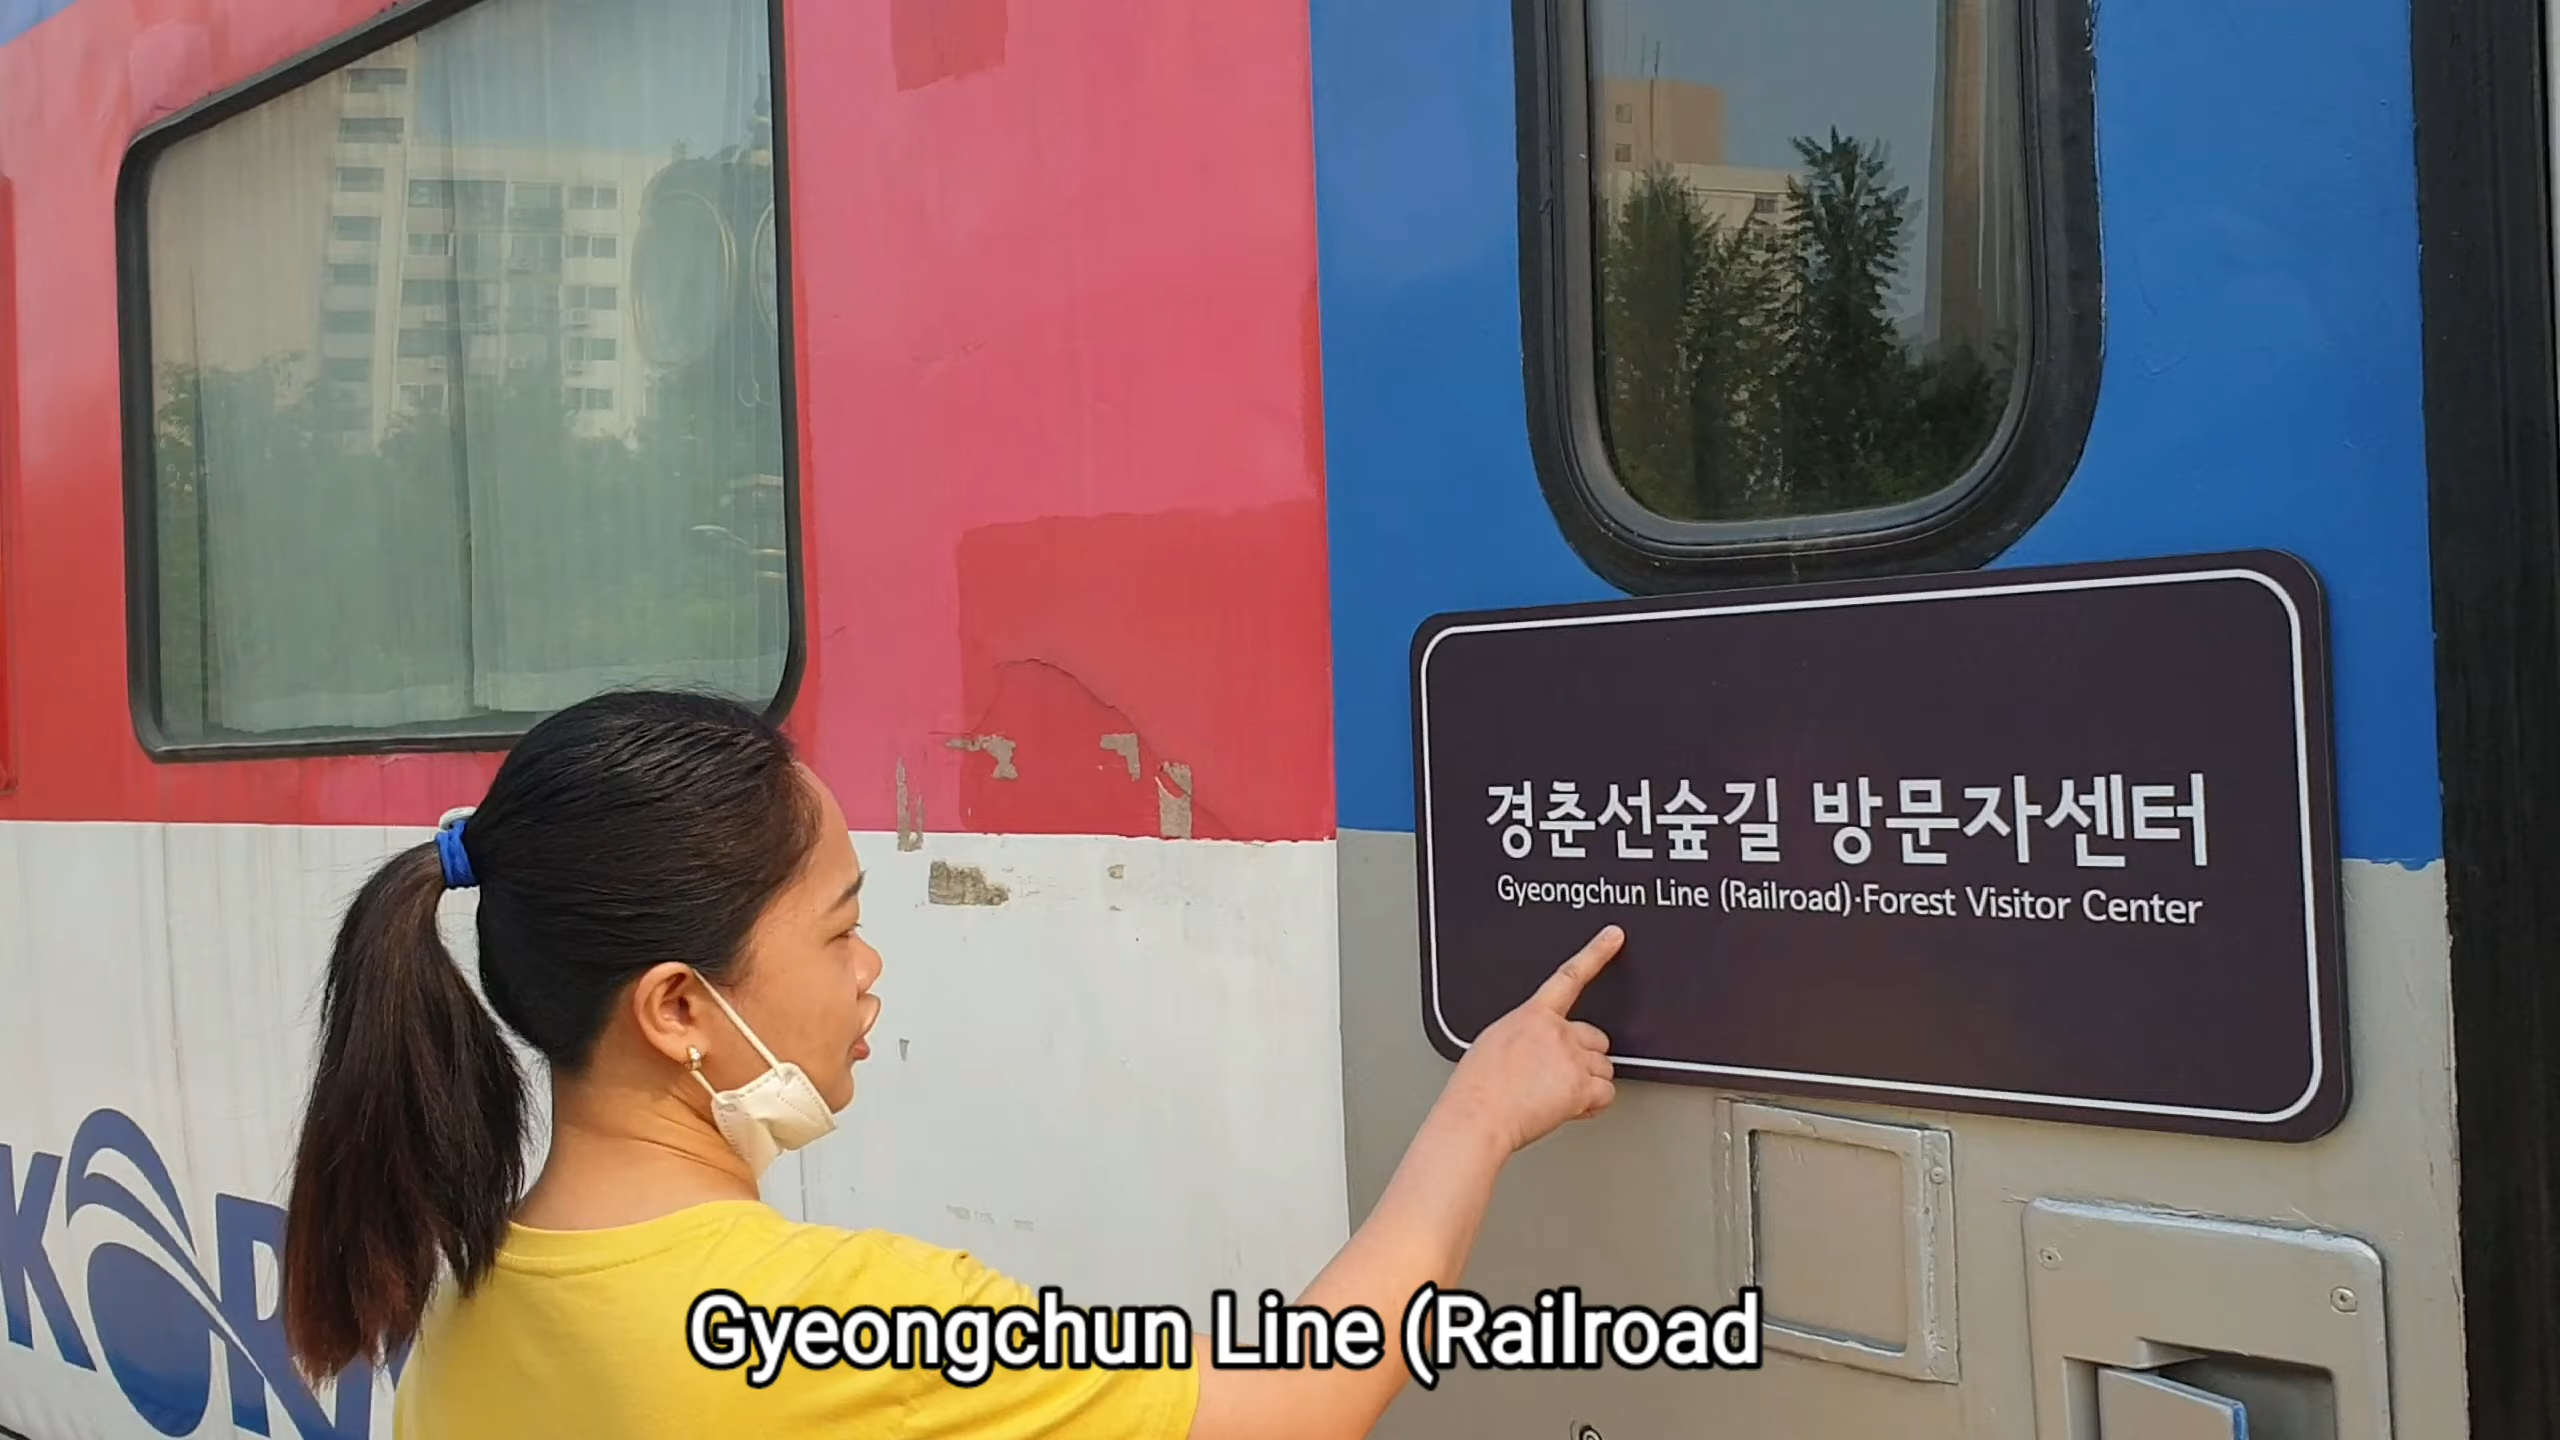 경춘선숲길 방문자센터
Gyeongchun Line (Railroad)·Forest Visitor Center
KOR
Gyeongchun Line (Railroad